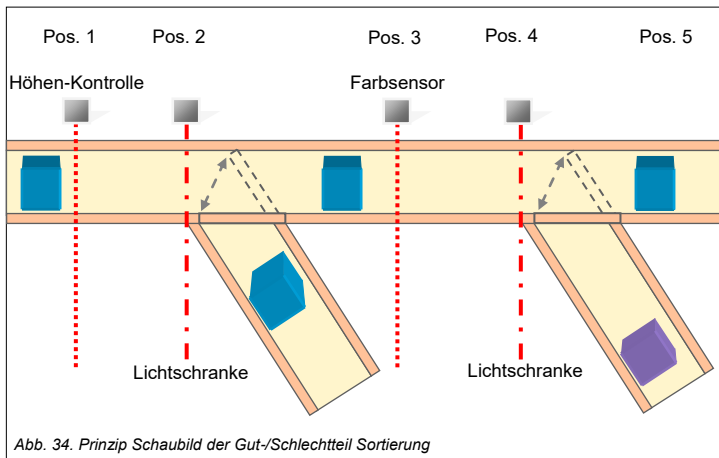 Pos. 1 Pos. 2 Pos. 3 Pos. 4 Pos. 5
Höhen-Kontrolle Farbsensor
Lichtschranke Lichtschranke
Abb. 34. Prinzip Schaubild der Gut-/Schlechtteil Sortierung